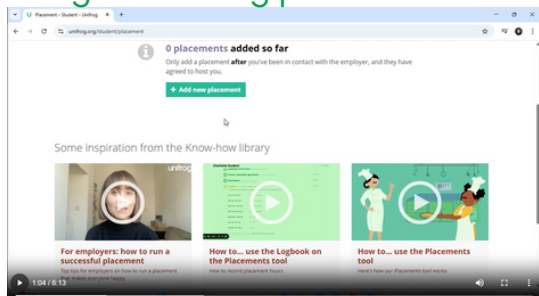 Placement - Student - Unifrog
unifrog.org/student/placement
0 placements added so far
Only add a placement after you've been in contact with the employer, and they have
agreed to host you.
+ Add new placement
Some inspiration from the Know-how library
unifrog
For employers: how to run a
successful placement
Top tips for employers on how to run a placement
that makes everyone happy
How to... use the Logbook on
the Placements tool
How to record placement hours
How to... use the Placements
tool
Here's how our Placements tool works
1:04 / 6:13